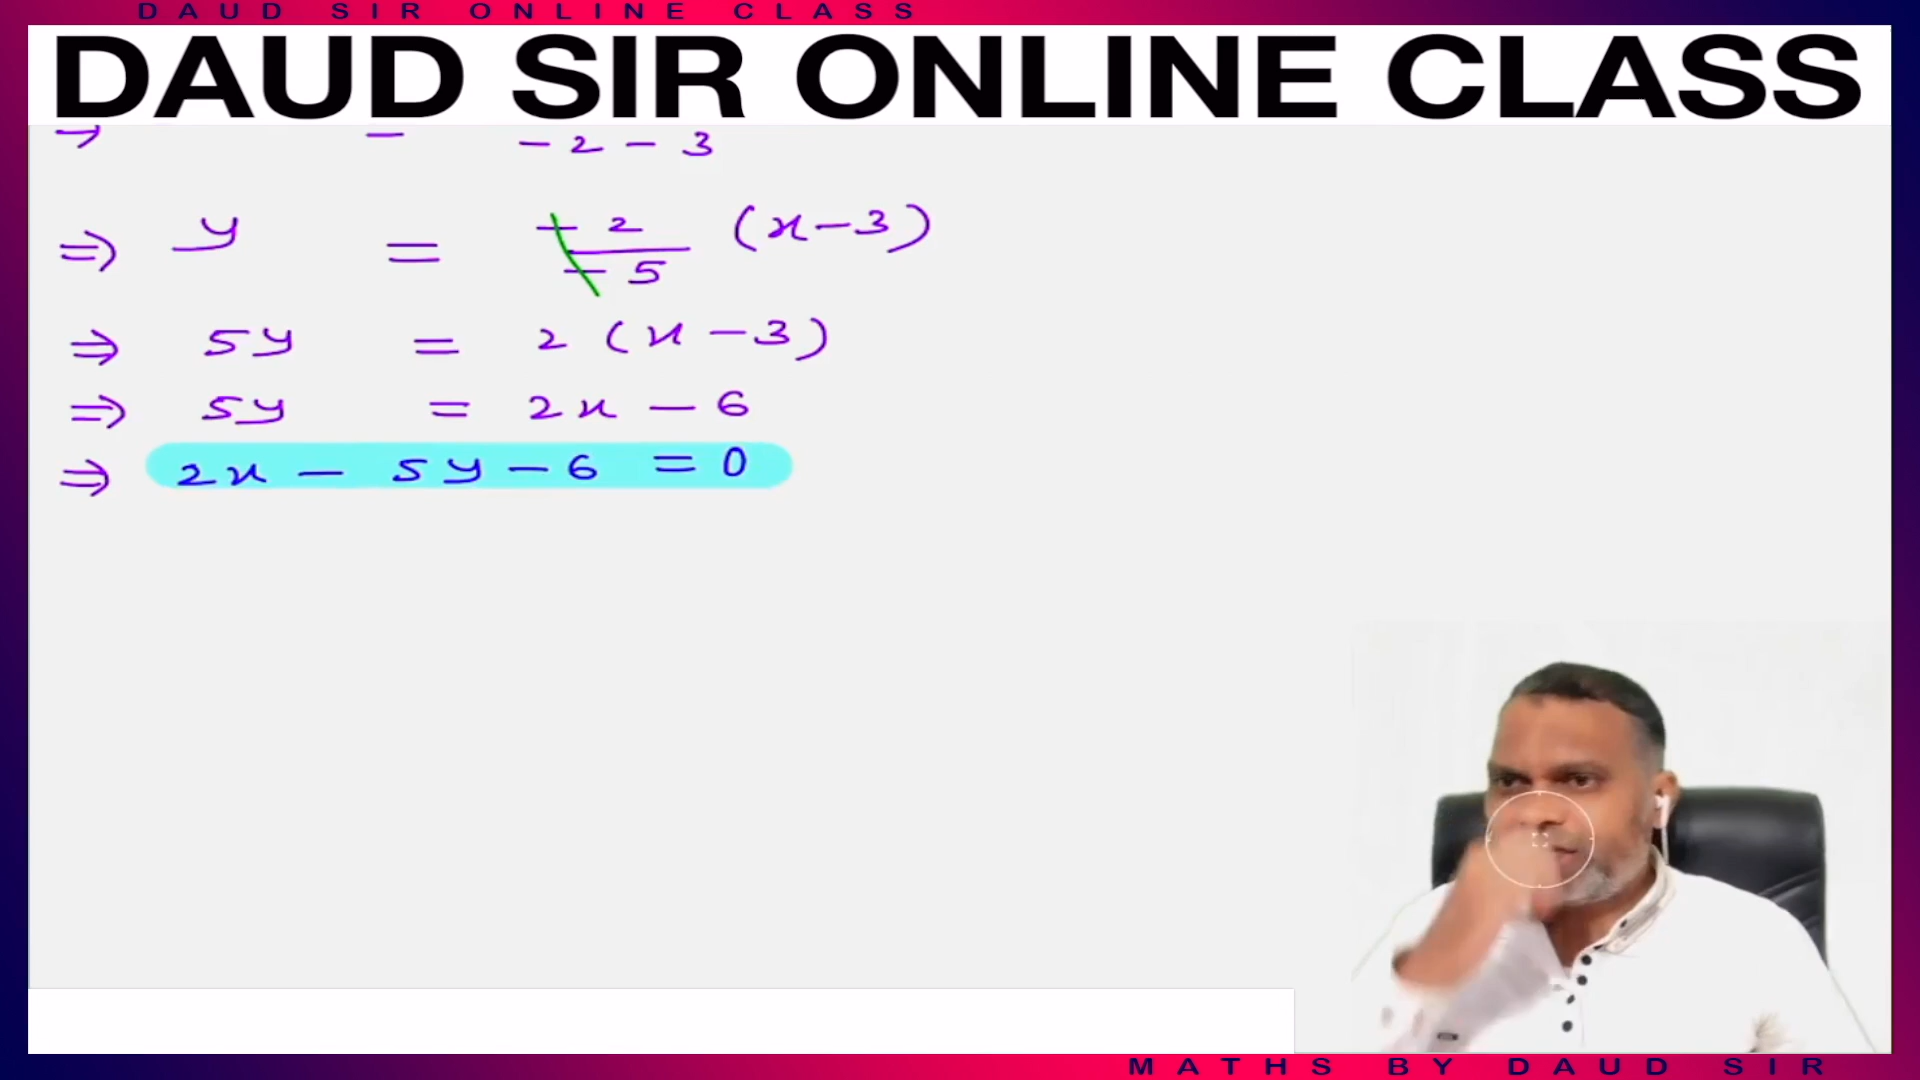 DAUD SIR ONLINE CLASS
DAUD SIR ONLINE CLASS
- 2 - 3
⇒ y = -2/-5 (x-3)
⇒ 5y = 2 (x-3)
⇒ 5y = 2x - 6
⇒ 2x - 5y - 6 = 0
MATHS BY DAUD SIR